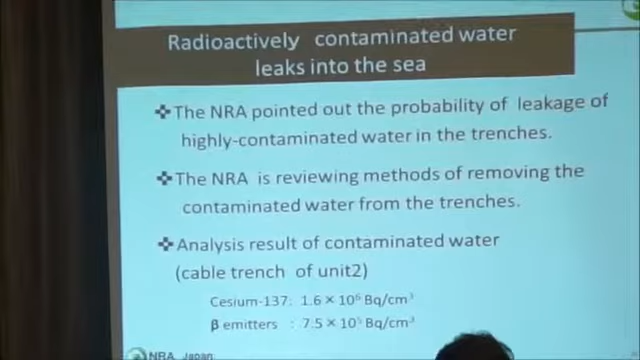 Radioactively contaminated water
leaks into the sea
✤The NRA pointed out the probability of leakage of
highly-contaminated water in the trenches.
✤The NRA is reviewing methods of removing the
contaminated water from the trenches.
✤Analysis result of contaminated water
(cable trench of unit2)
Cesium-137: 1.6 × 10⁶ Bq/cm³
β emitters : 7.5 × 10⁵ Bq/cm³
NRA, Japan